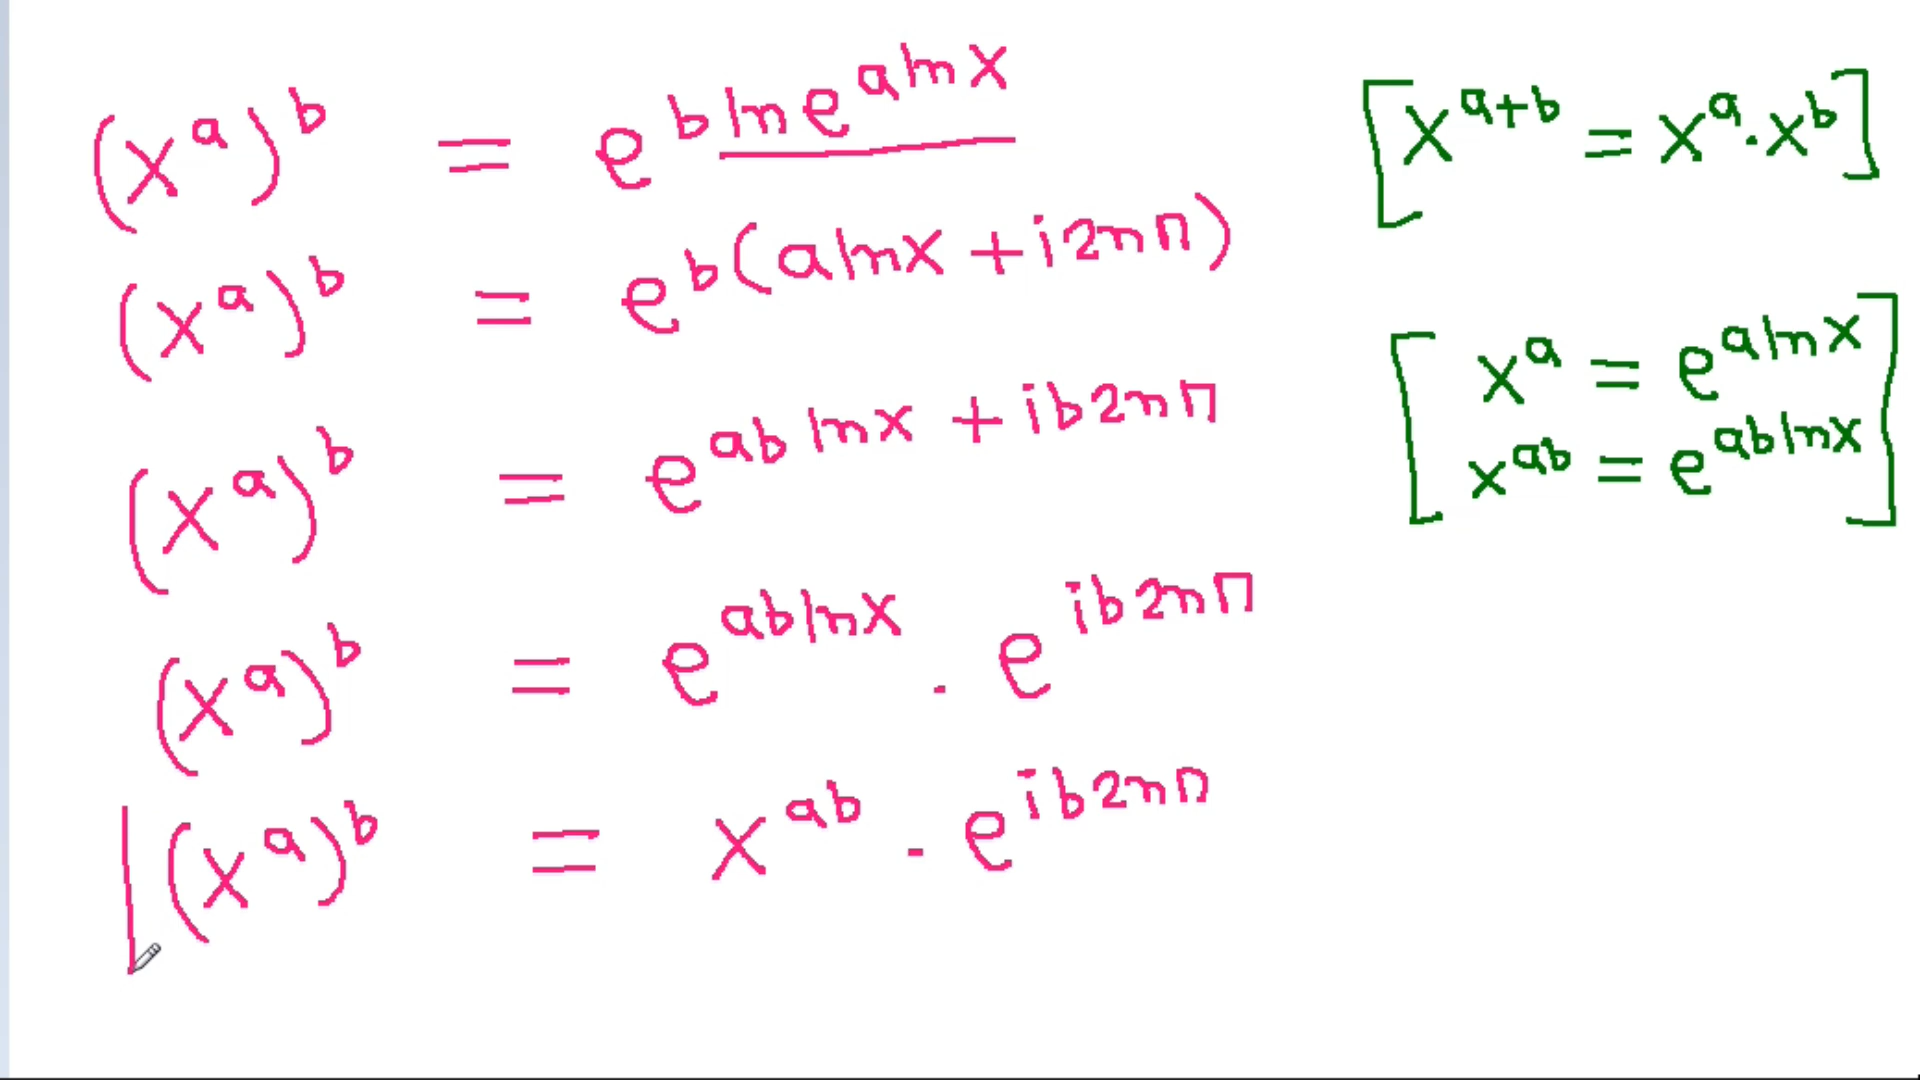 (x^a)^b = e^{b ln e^{a ln x}}
(x^a)^b = e^{b(a ln x + i2nπ)}
(x^a)^b = e^{ab ln x + ib2nπ}
(x^a)^b = e^{ab ln x} . e^{ib2nπ}
(x^a)^b = x^{ab} . e^{ib2nπ}
[x^{a+b} = x^a . x^b]
[x^a = e^{a ln x}
x^{ab} = e^{ab ln x}]